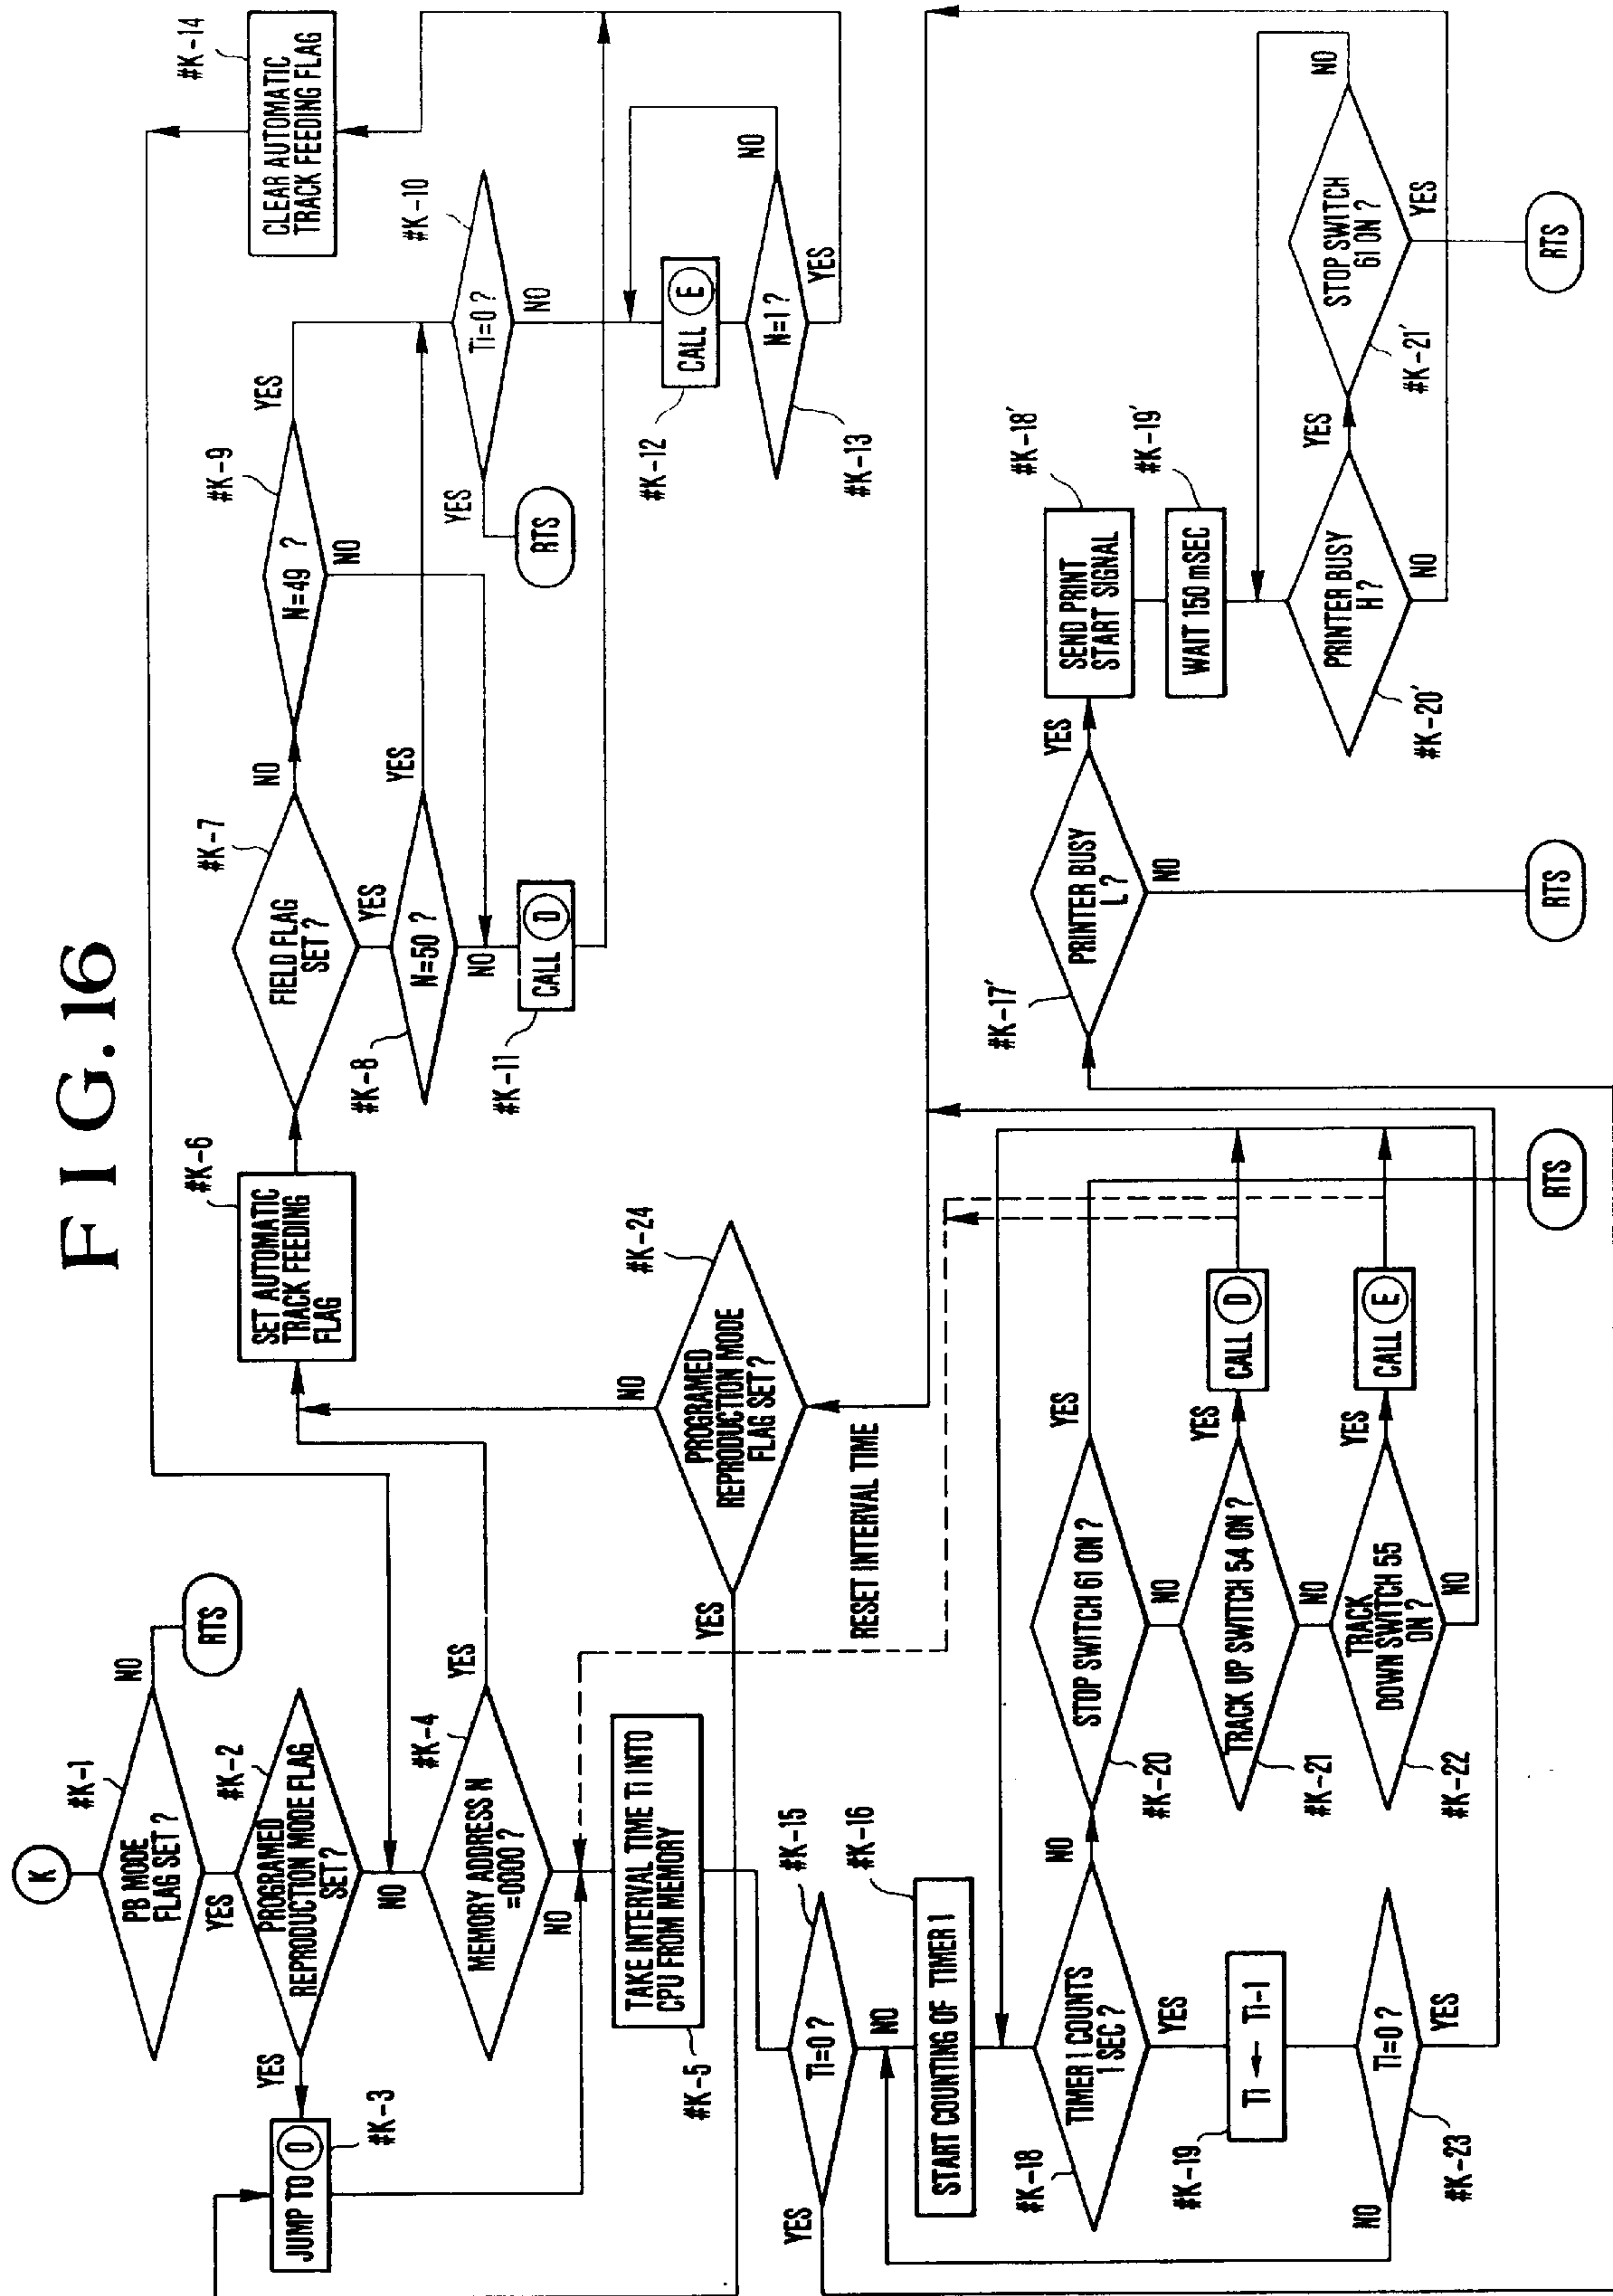 FIG.16
K
#K-1
PB MODE
FLAG SET ?
NO
RTS
YES
#K-2
PROGRAMED
REPRODUCTION MODE FLAG
SET ?
YES
NO
JUMP TO O
#K-3
#K-4
MEMORY ADDRESS N
=0000 ?
YES
NO
TAKE INTERVAL TIME Ti INTO
CPU FROM MEMORY
#K-5
SET AUTOMATIC
TRACK FEEDING
FLAG
#K-6
FIELD FLAG
SET ?
#K-7
NO
YES
N=50 ?
#K-8
YES
NO
N=49 ?
#K-9
YES
NO
Ti=0 ?
#K-10
YES
NO
RTS
CALL D
#K-11
CALL E
#K-12
N=1 ?
#K-13
NO
YES
CLEAR AUTOMATIC
TRACK FEEDING FLAG
#K-14
PROGRAMED
REPRODUCTION MODE
FLAG SET ?
#K-24
NO
YES
RESET INTERVAL TIME
Ti=0 ?
#K-15
YES
NO
#K-16
START COUNTING OF TIMER 1
TIMER 1 COUNTS
1 SEC ?
#K-18
NO
YES
Ti ← Ti-1
#K-19
Ti=0 ?
#K-23
NO
YES
STOP SWITCH 61 ON ?
#K-20
YES
NO
TRACK UP SWITCH 54 ON ?
#K-21
YES
NO
CALL D
TRACK
DOWN SWITCH 55
ON ?
#K-22
YES
NO
CALL E
RTS
PRINTER BUSY
L ?
#K-17'
YES
NO
RTS
SEND PRINT
START SIGNAL
#K-18'
WAIT 150 mSEC
#K-19'
PRINTER BUSY
H ?
#K-20'
YES
NO
STOP SWITCH
61 ON ?
#K-21'
NO
YES
RTS